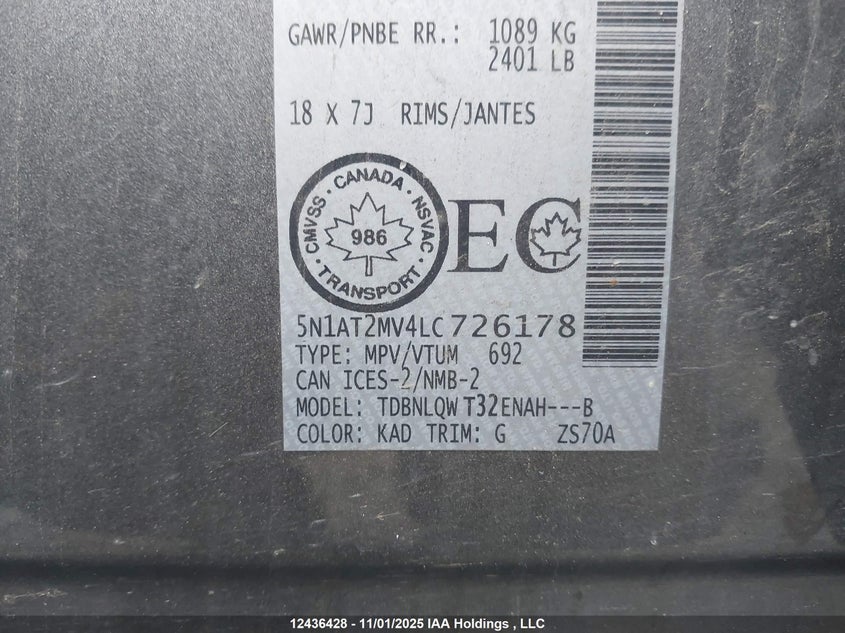 GAWR/PNBE RR.: 1089 KG
2401 LB
18 X 7J RIMS/JANTES
CMVSS · CANADA · NSVAC · TRANSPORT ·
986
EC
5N1AT2MV4LC726178
TYPE: MPV/VTUM 692
CAN ICES-2/NMB-2
MODEL: TDBNLQW T32ENAH---B
COLOR: KAD TRIM: G ZS70A
12436428 - 11/01/2025 IAA Holdings , LLC